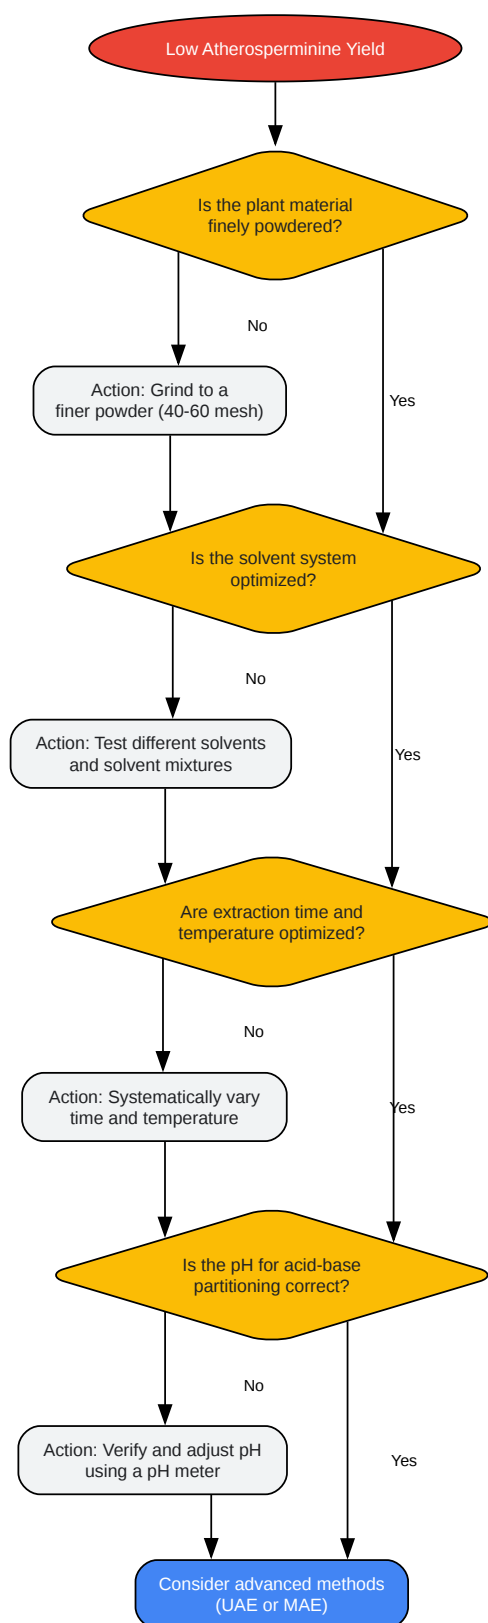 Low Atherosperminine Yield
Is the plant material
finely powdered?
No
Action: Grind to a
finer powder (40-60 mesh)
Yes
Is the solvent system
optimized?
No
Action: Test different solvents
and solvent mixtures
Yes
Are extraction time and
temperature optimized?
No
Action: Systematically vary
time and temperature
Yes
Is the pH for acid-base
partitioning correct?
No
Action: Verify and adjust pH
using a pH meter
Yes
Consider advanced methods
(UAE or MAE)